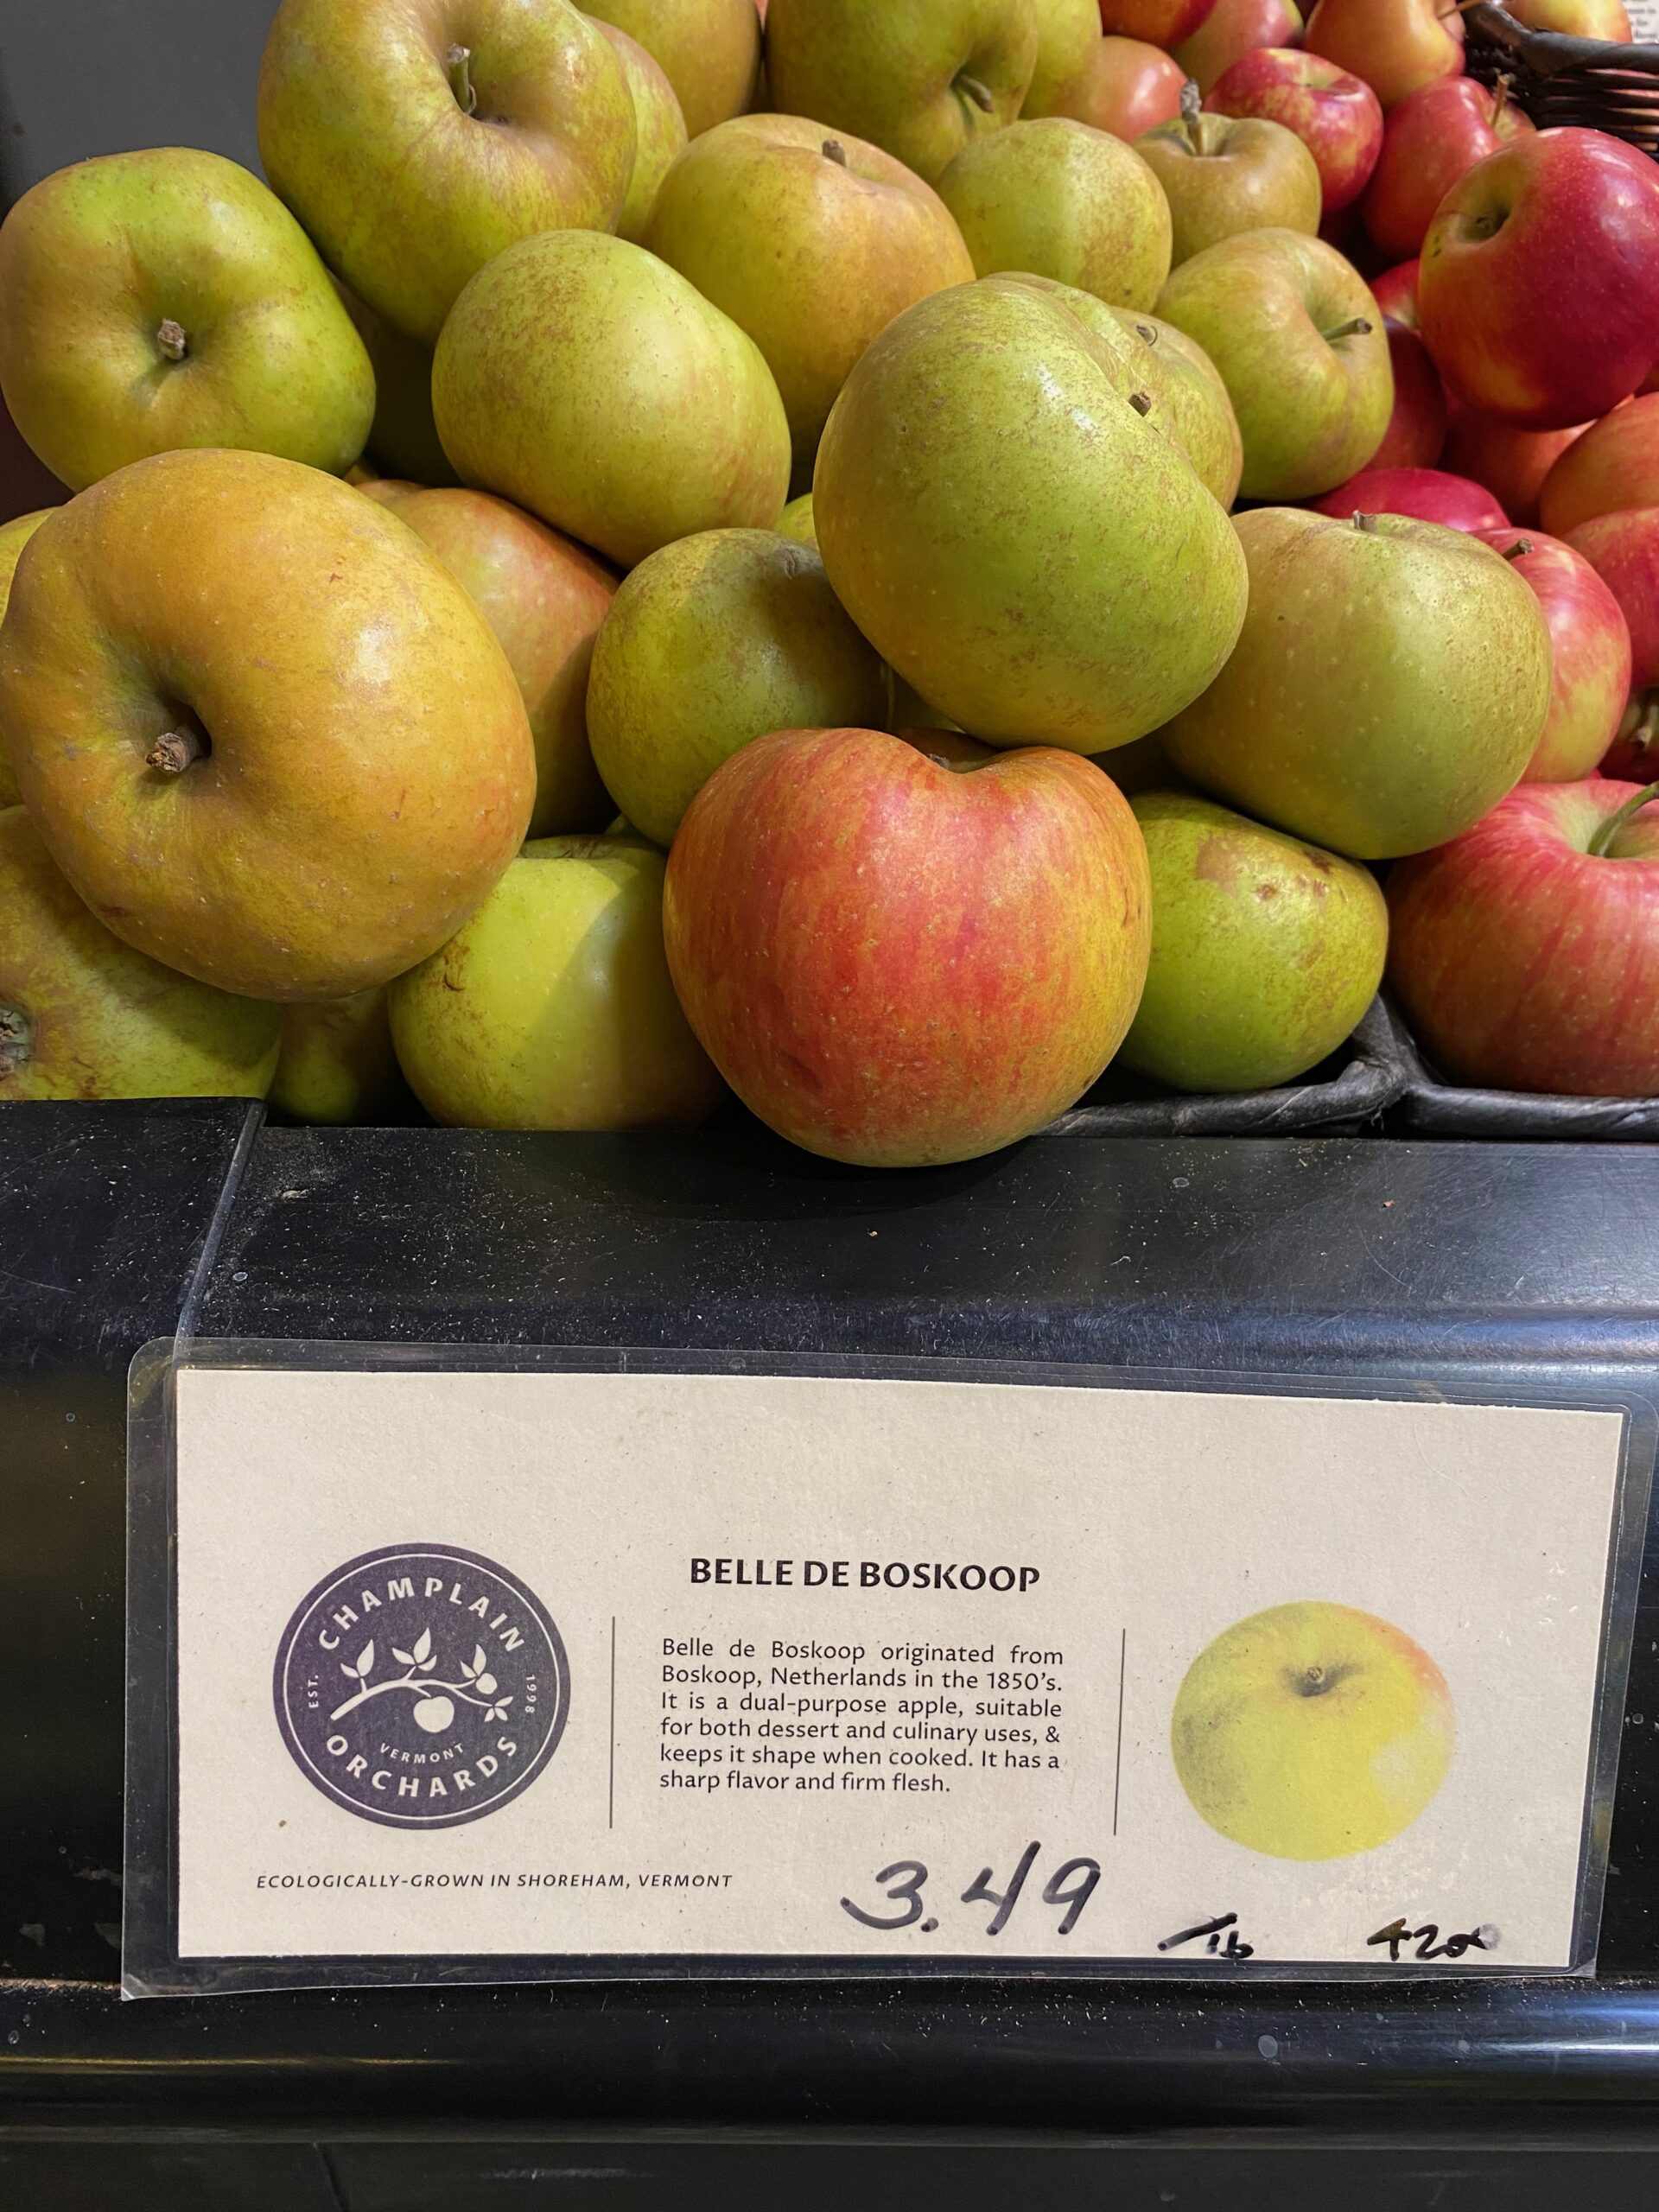 CHAMPLAIN
EST. 1998
VERMONT
ORCHARDS
BELLE DE BOSKOOP
Belle de Boskoop originated from
Boskoop, Netherlands in the 1850's.
It is a dual-purpose apple, suitable
for both dessert and culinary uses, &
keeps it shape when cooked. It has a
sharp flavor and firm flesh.
ECOLOGICALLY-GROWN IN SHOREHAM, VERMONT
3.49
/lb